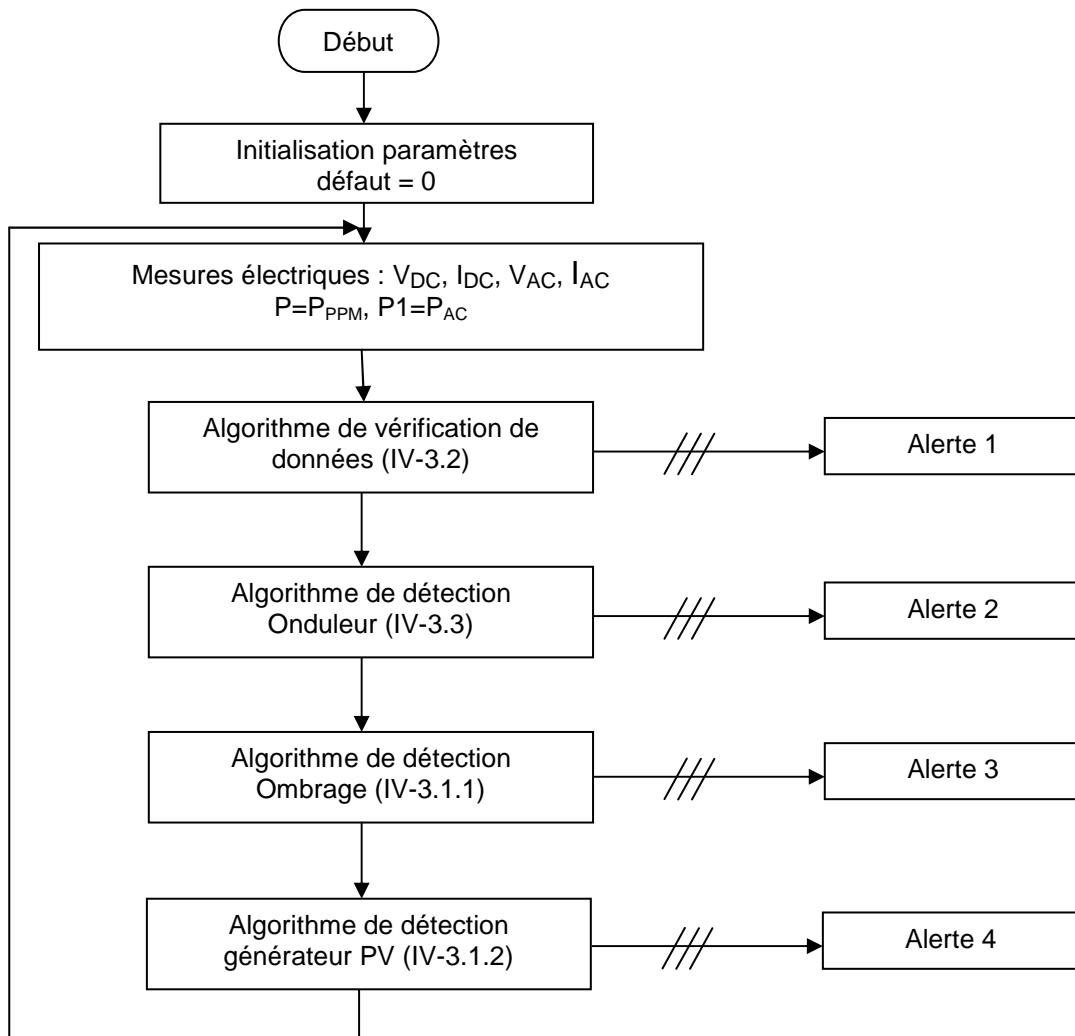 Début
Initialisation paramètres
défaut = 0
Mesures électriques : VDC, IDC, VAC, IAC
P=PPPM, P1=PAC
Algorithme de vérification de
données (IV-3.2)
Alerte 1
Algorithme de détection
Onduleur (IV-3.3)
Alerte 2
Algorithme de détection
Ombrage (IV-3.1.1)
Alerte 3
Algorithme de détection
générateur PV (IV-3.1.2)
Alerte 4